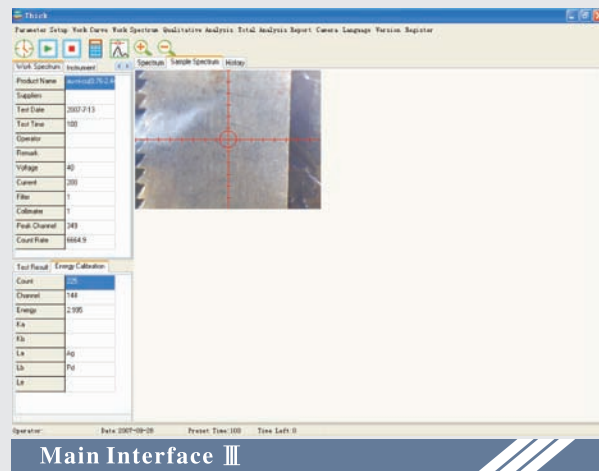 Thick
Parameter Setup Work Curve Work Spectrum Qualitative Analysis Total Analysis Report Camera Language Version Register
Work Spectrum Instrument Spectrum Sample Spectrum History
Product Name
Suppliers
Test Date 2007-7-13
Test Time 100
Operator
Remark
Voltage 40
Current 200
Filter 1
Collimator 1
Peak Channel 349
Count Rate 6664.9
Test Result Energy Calibration
Count 225
Channel 144
Energy 2.995
Ka
Kb
La Ag
Lb Pd
Le
Operator: Date 2007-09-26 Preset Time:100 Time Left:0
Main Interface Ⅲ